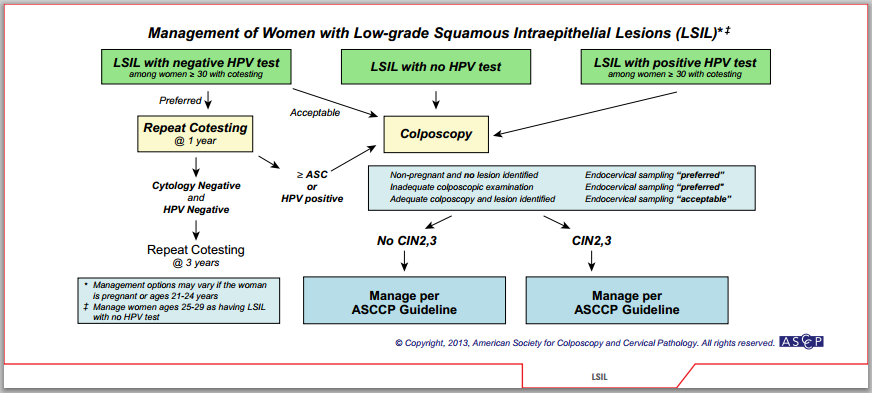 Management of Women with Low-grade Squamous Intraepithelial Lesions (LSIL)*‡
LSIL with negative HPV test
among women ≥ 30 with cotesting
LSIL with no HPV test
LSIL with positive HPV test
among women ≥ 30 with cotesting
Preferred
Acceptable
Repeat Cotesting
@ 1 year
Colposcopy
≥ ASC
or
HPV positive
Cytology Negative
and
HPV Negative
Non-pregnant and no lesion identified Endocervical sampling “preferred”
Inadequate colposcopic examination Endocervical sampling “preferred”
Adequate colposcopy and lesion identified Endocervical sampling “acceptable”
Repeat Cotesting
@ 3 years
No CIN2,3
CIN2,3
* Management options may vary if the woman
is pregnant or ages 21-24 years
‡ Manage women ages 25-29 as having LSIL
with no HPV test
Manage per
ASCCP Guideline
Manage per
ASCCP Guideline
© Copyright, 2013, American Society for Colposcopy and Cervical Pathology. All rights reserved.
ASCCP
LSIL